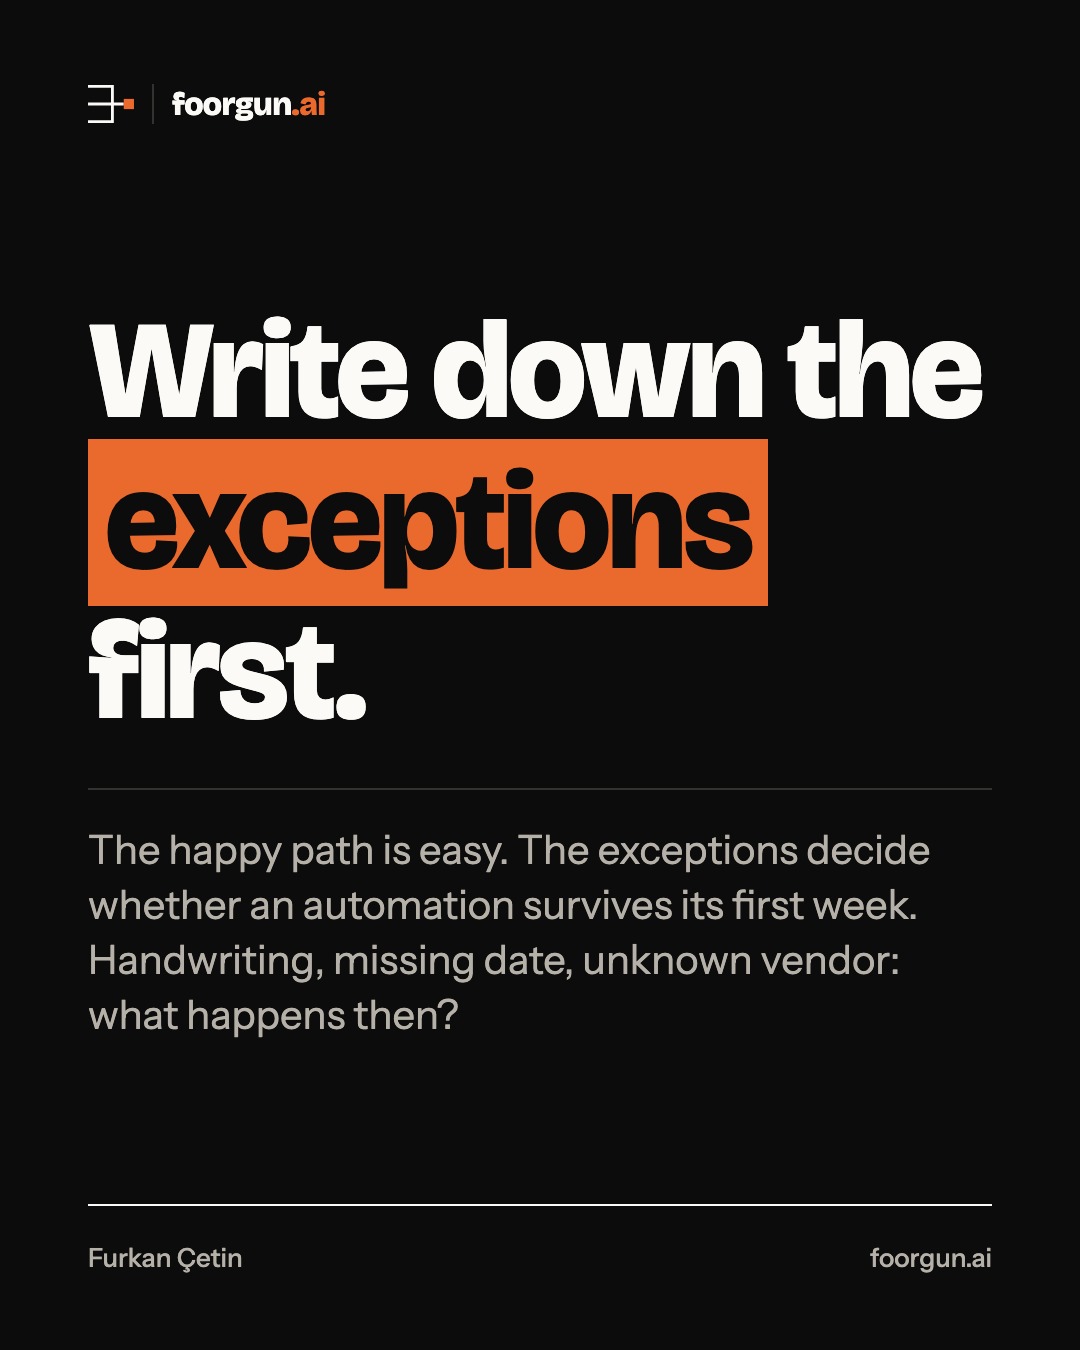 foorgun.ai
Write down the
exceptions
first.
The happy path is easy. The exceptions decide
whether an automation survives its first week.
Handwriting, missing date, unknown vendor:
what happens then?
Furkan Çetin
foorgun.ai